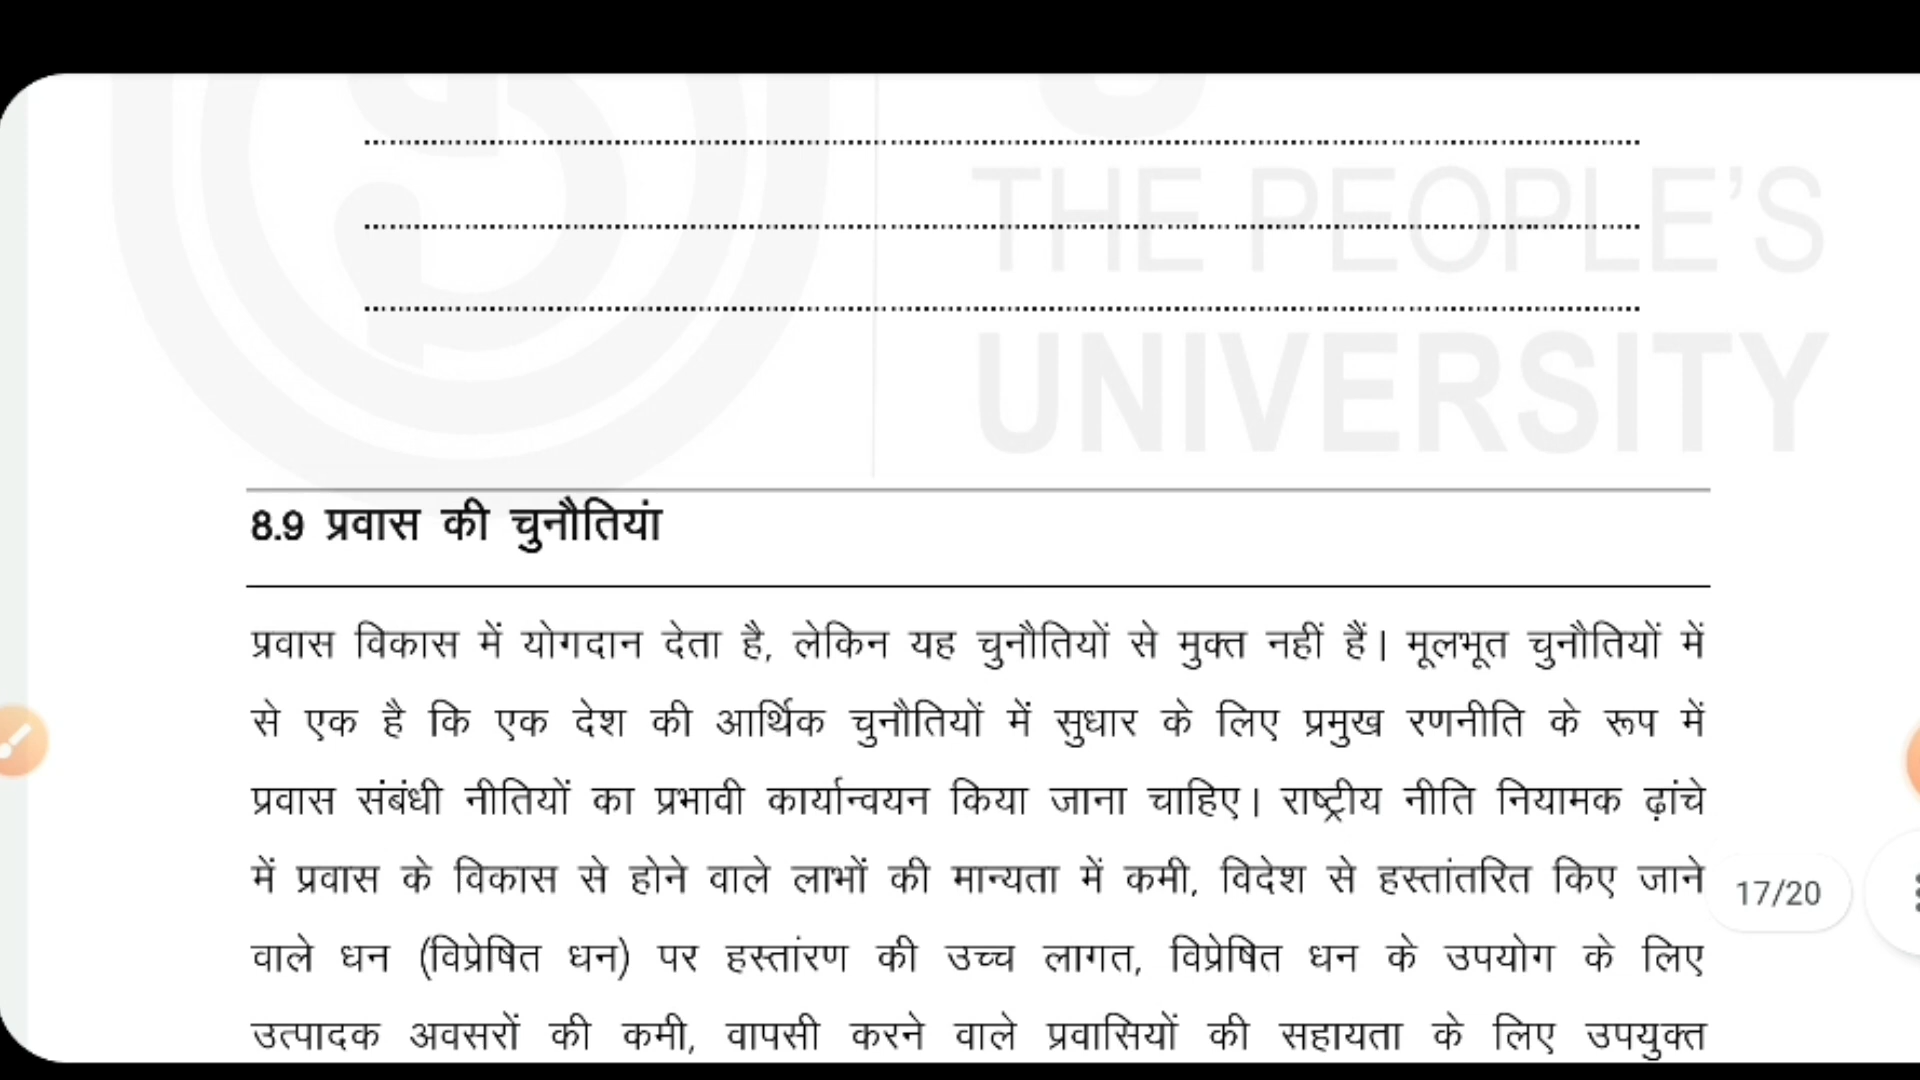 THE PEOPLE'S
UNIVERSITY
8.9 प्रवास की चुनौतियां
प्रवास विकास में योगदान देता है, लेकिन यह चुनौतियों से मुक्त नहीं हैं। मूलभूत चुनौतियों में
से एक है कि एक देश की आर्थिक चुनौतियों में सुधार के लिए प्रमुख रणनीति के रूप में
प्रवास संबंधी नीतियों का प्रभावी कार्यान्वयन किया जाना चाहिए। राष्ट्रीय नीति नियामक ढ़ांचे
में प्रवास के विकास से होने वाले लाभों की मान्यता में कमी, विदेश से हस्तांतरित किए जाने
वाले धन (विप्रेषित धन) पर हस्तांरण की उच्च लागत, विप्रेषित धन के उपयोग के लिए
उत्पादक अवसरों की कमी, वापसी करने वाले प्रवासियों की सहायता के लिए उपयुक्त
17/20